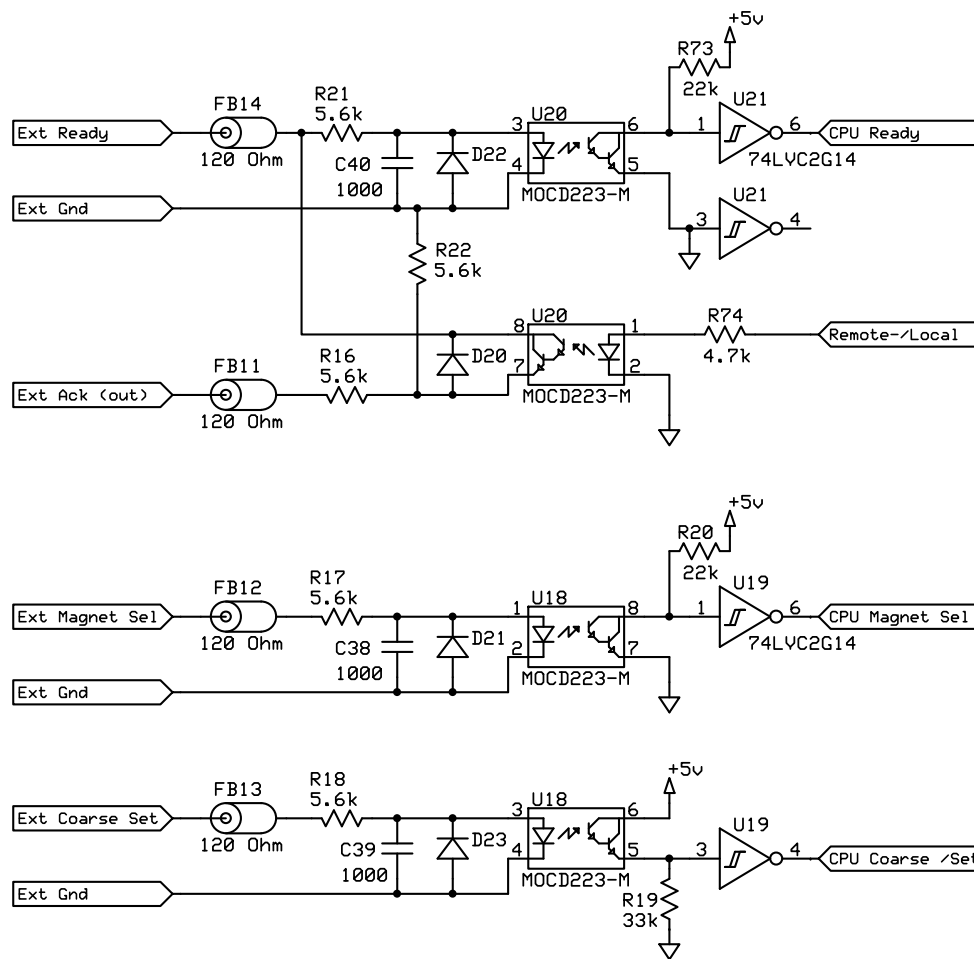 +5v
R73
22k
FB14
R21
5.6k
U20
U21
Ext Ready
3
6
1
6
CPU Ready
120 Ohm
C40
1000
D22
4
5
74LVC2G14
MOCD223-M
Ext Gnd
U21
3
4
R22
5.6k
U20
R74
8
1
Remote-/Local
4.7k
FB11
R16
5.6k
D20
7
2
Ext Ack (out)
MOCD223-M
120 Ohm
+5v
R20
22k
FB12
R17
5.6k
U18
U19
Ext Magnet Sel
1
8
1
6
CPU Magnet Sel
120 Ohm
C38
1000
D21
2
7
74LVC2G14
MOCD223-M
Ext Gnd
+5v
FB13
R18
5.6k
U18
Ext Coarse Set
3
6
U19
120 Ohm
C39
1000
D23
4
5
3
4
CPU Coarse /Set
MOCD223-M
Ext Gnd
R19
33k